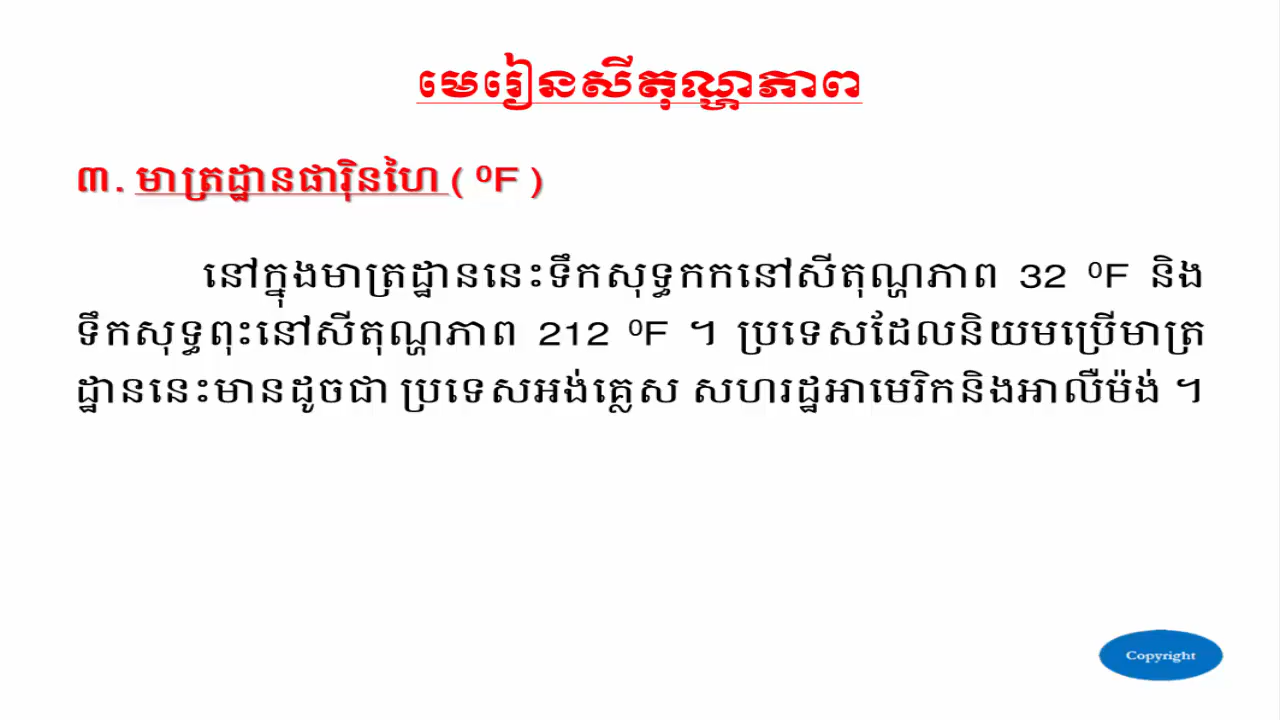 មេរៀនសីតុណ្ហភាព
៣. មាត្រដ្ឋានផារ៉ិនហៃ ( ⁰F )
នៅក្នុងមាត្រដ្ឋាននេះទឹកសុទ្ធកកនៅសីតុណ្ហភាព 32 ⁰F និង
ទឹកសុទ្ធពុះនៅសីតុណ្ហភាព 212 ⁰F ។ ប្រទេសដែលនិយមប្រើមាត្រ
ដ្ឋាននេះមានដូចជា ប្រទេសអង់គ្លេស សហរដ្ឋអាមេរិកនិងអាលឺម៉ង់ ។
Copyright